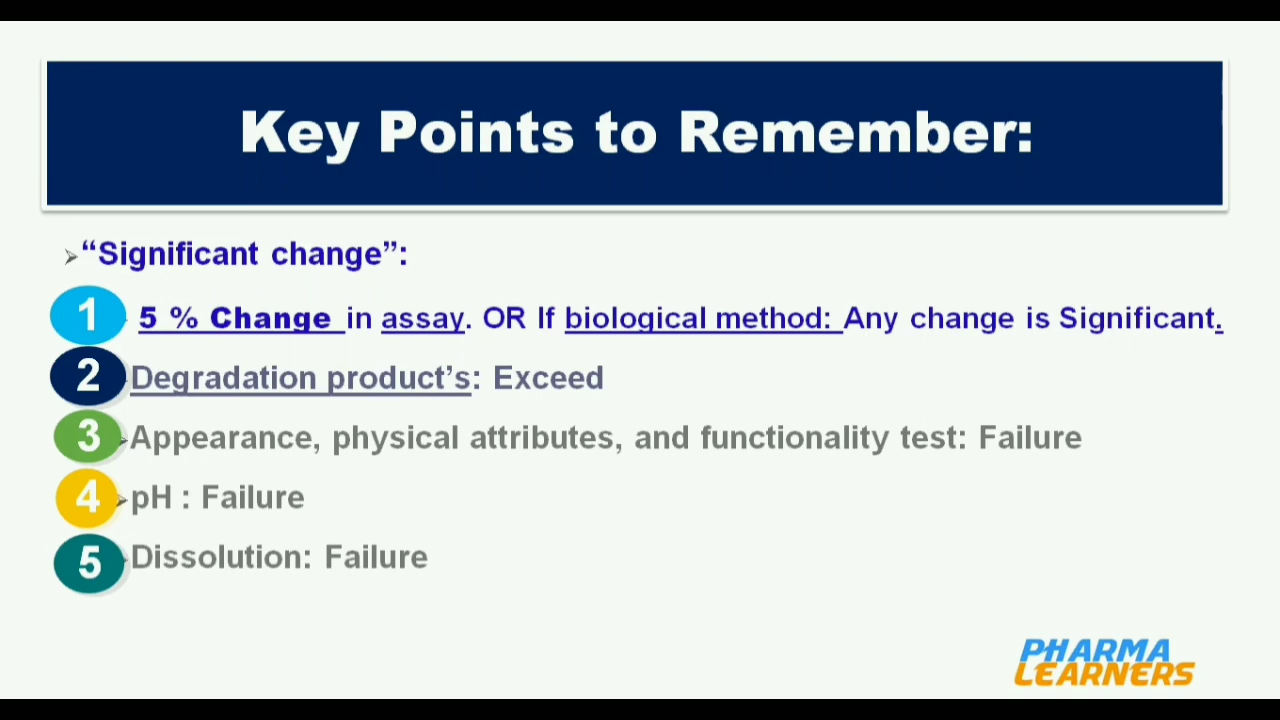 Key Points to Remember:
“Significant change”:
1 5 % Change in assay. OR If biological method: Any change is Significant.
2 Degradation product’s: Exceed
3 Appearance, physical attributes, and functionality test: Failure
4 pH : Failure
5 Dissolution: Failure
PHARMA
LEARNERS